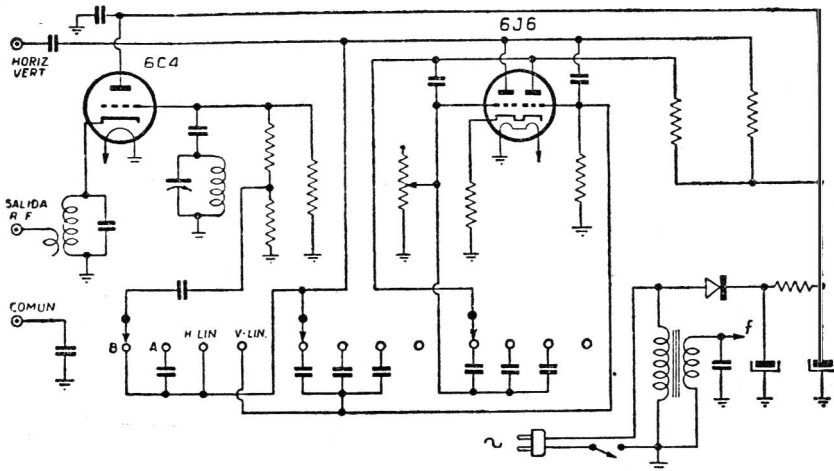 6C4
6J6
HORIZ
VERT
SALIDA
R F
COMUN
B
A
H LIN
V-LIN.
f
~